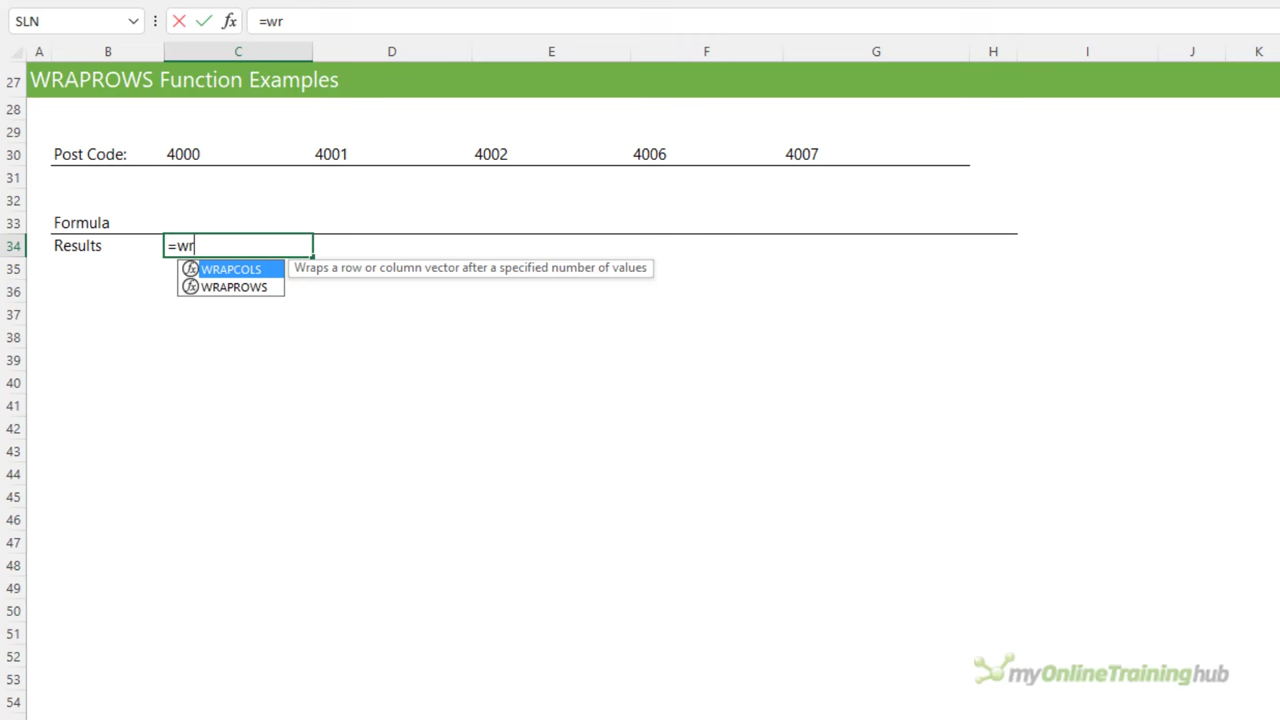 SLN =wr
A B C D E F G H I J K
27 WRAPROWS Function Examples
28
29
30 Post Code: 4000 4001 4002 4006 4007
31
32
33 Formula
34 Results =wr
35 WRAPCOLS Wraps a row or column vector after a specified number of values
36 WRAPROWS
37
38
39
40
41
42
43
44
45
46
47
48
49
50
51
52
53 myOnlineTraininghub
54